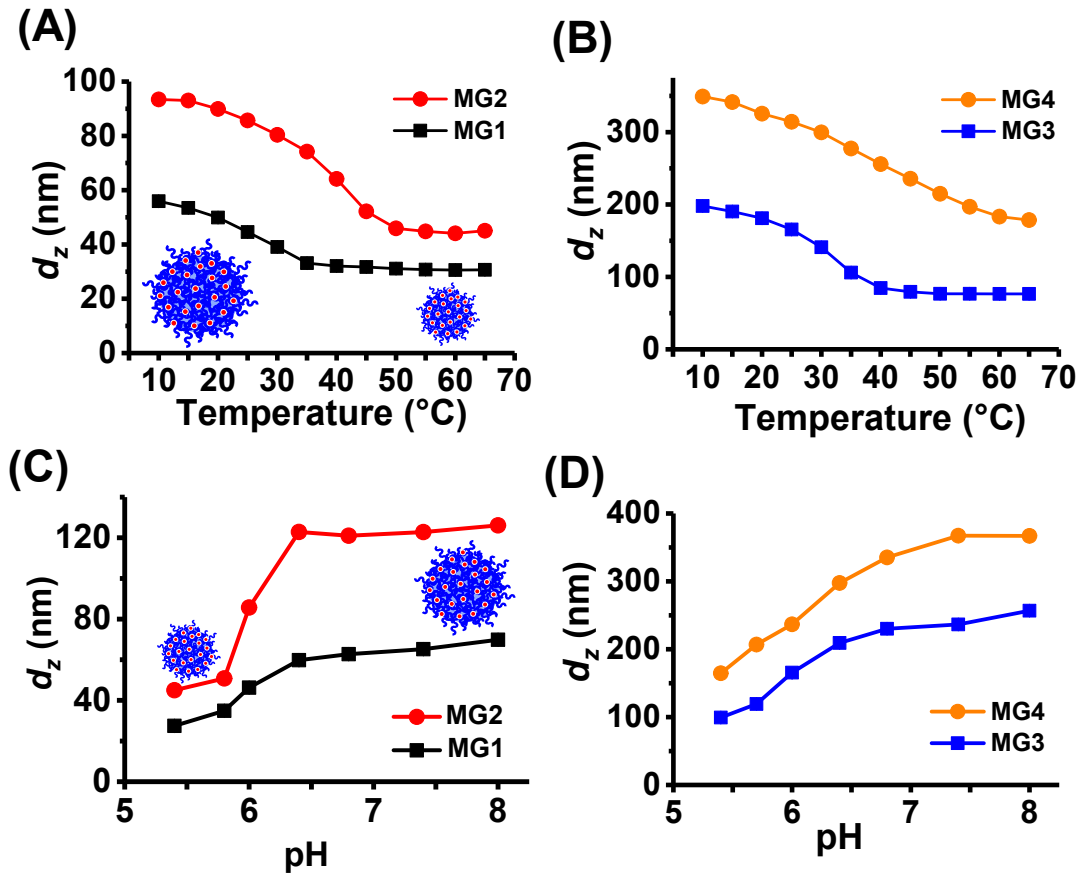 (A)
100
80
60
40
20
0
d_z (nm)
MG2
MG1
10 20 30 40 50 60 70
Temperature (°C)
(B)
300
200
100
0
d_z (nm)
MG4
MG3
10 20 30 40 50 60 70
Temperature (°C)
(C)
120
80
40
0
d_z (nm)
MG2
MG1
5 6 7 8
pH
(D)
400
300
200
100
0
d_z (nm)
MG4
MG3
5 6 7 8
pH